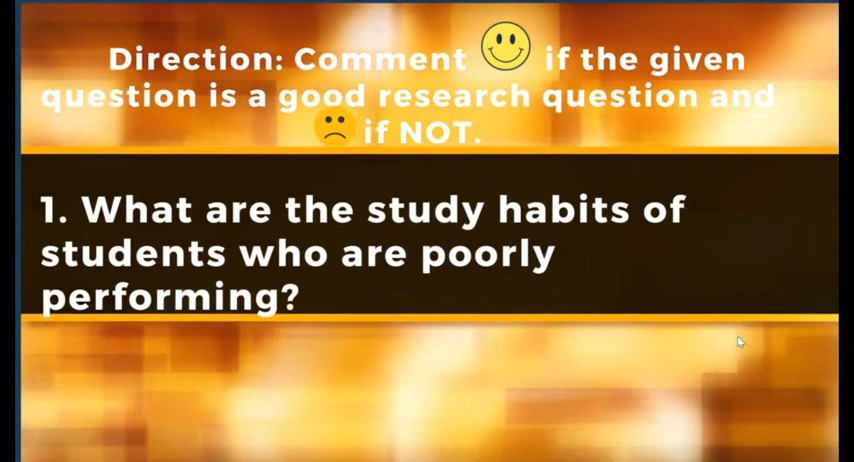 Direction: Comment if the given
question is a good research question and
if NOT.
1. What are the study habits of
students who are poorly
performing?